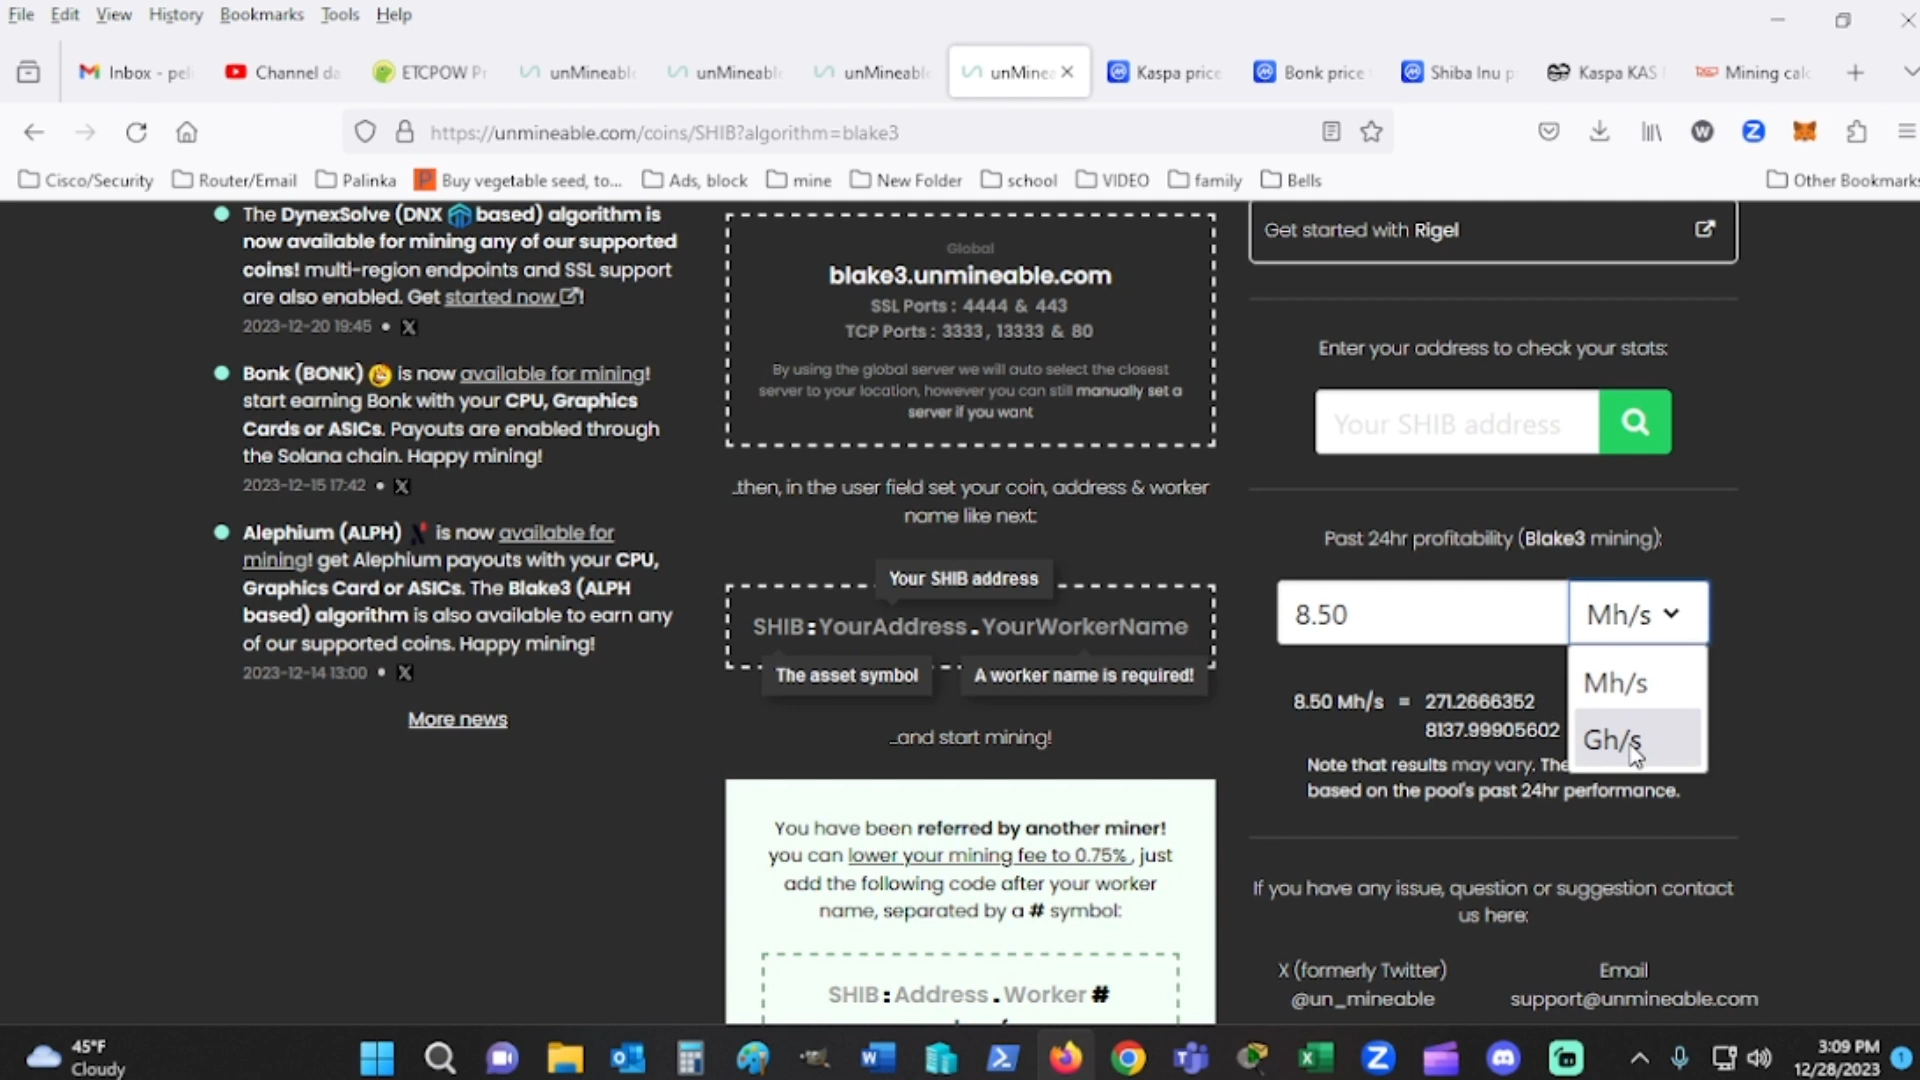 File Edit View History Bookmarks Tools Help
Inbox - pel
Channel da
ETCPOW Pr
unMineable
unMineable
unMineable
unMinea
Kaspa price
Bonk price
Shiba Inu p
Kaspa KAS
Mining calc
https://unmineable.com/coins/SHIB?algorithm=blake3
Cisco/Security
Router/Email
Palinka
Buy vegetable seed, to...
Ads, block
mine
New Folder
school
VIDEO
family
Bells
Other Bookmarks
The DynexSolve (DNX based) algorithm is
now available for mining any of our supported
coins! multi-region endpoints and SSL support
are also enabled. Get started now!
2023-12-20 19:45 • X
Bonk (BONK) is now available for mining!
start earning Bonk with your CPU, Graphics
Cards or ASICs. Payouts are enabled through
the Solana chain. Happy mining!
2023-12-15 17:42 • X
Alephium (ALPH) is now available for
mining! get Alephium payouts with your CPU,
Graphics Card or ASICs. The Blake3 (ALPH
based) algorithm is also available to earn any
of our supported coins. Happy mining!
2023-12-14 13:00 • X
More news
Global
blake3.unmineable.com
SSL Ports : 4444 & 443
TCP Ports : 3333, 13333 & 80
By using the global server we will auto select the closest
server to your location, however you can still manually set a
server if you want
...then, in the user field set your coin, address & worker
name like next:
Your SHIB address
SHIB:YourAddress.YourWorkerName
The asset symbol
A worker name is required!
...and start mining!
You have been referred by another miner!
you can lower your mining fee to 0.75%, just
add the following code after your worker
name, separated by a # symbol:
SHIB:Address.Worker#
Get started with Rigel
Enter your address to check your stats:
Your SHIB address
Past 24hr profitability (Blake3 mining):
8.50
Mh/s
Mh/s
Gh/s
8.50 Mh/s = 271.2666352
8137.99905602
Note that results may vary. The
based on the pool's past 24hr performance.
If you have any issue, question or suggestion contact
us here:
X (formerly Twitter)
@un_mineable
Email
support@unmineable.com
45°F
Cloudy
3:09 PM
12/28/2023
1